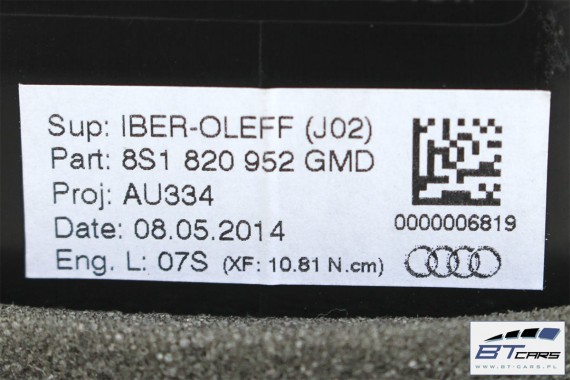 Sup: IBER-OLEFF (J02)
Part: 8S1 820 952 GMD
Proj: AU334
Date: 08.05.2014
Eng. L: 07S (XF: 10.81 N.cm)
0000006819
BTCARS
WWW.BT-CARS.PL